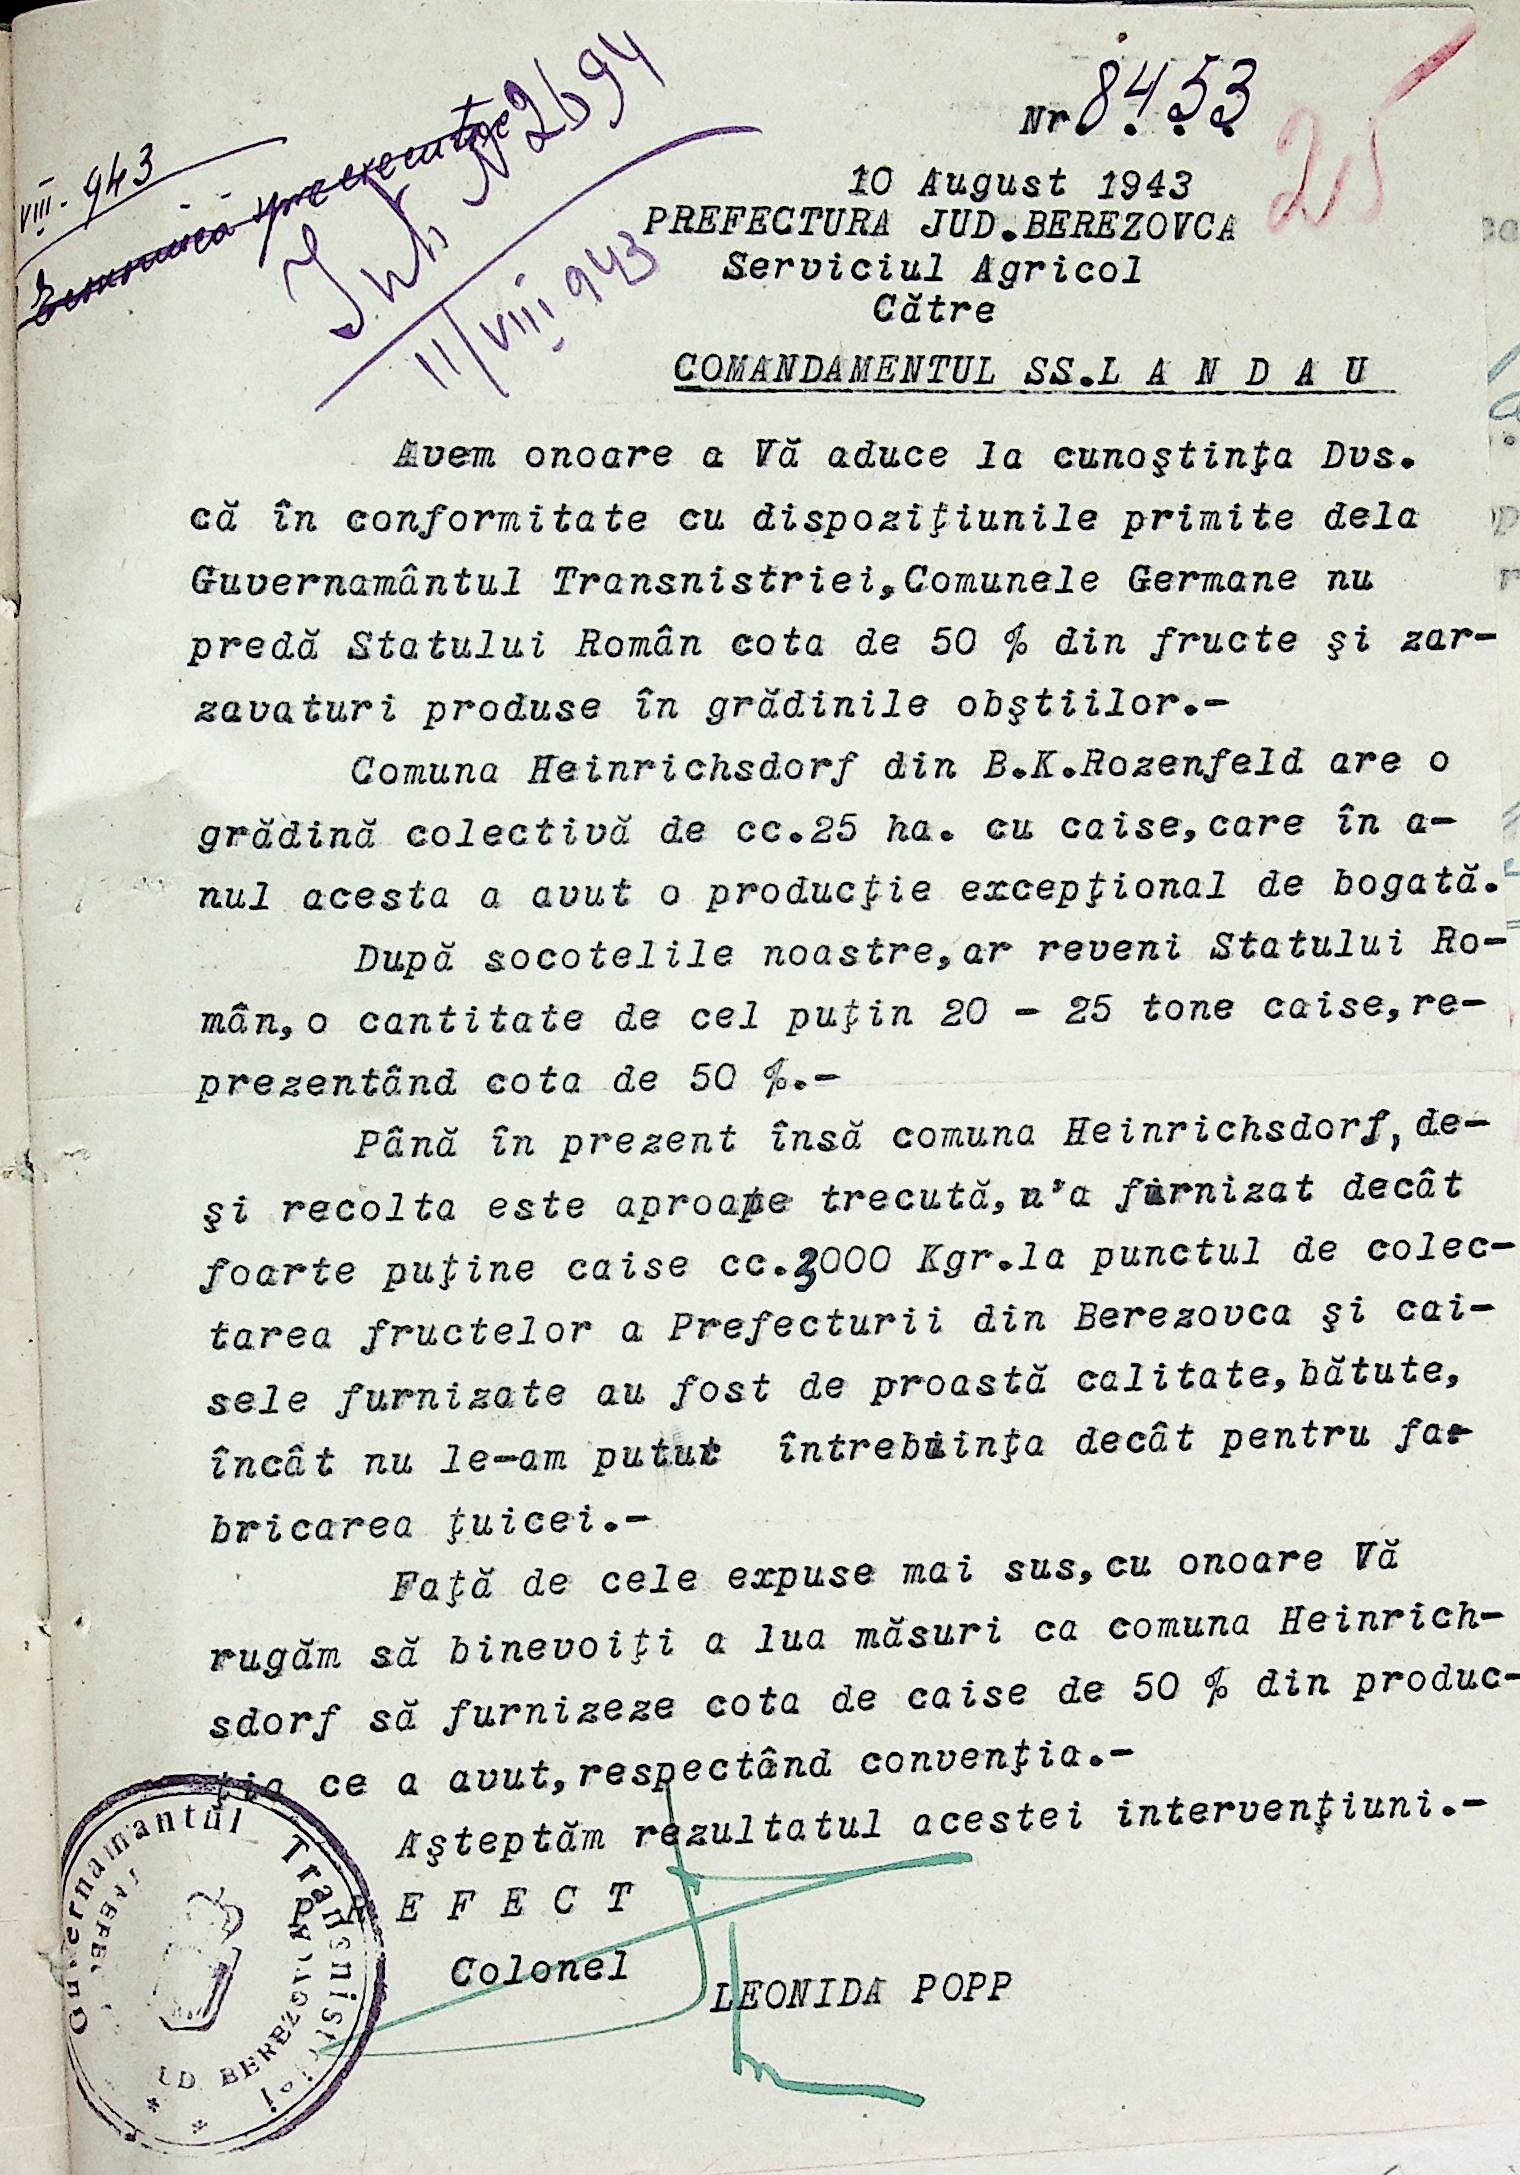 Nr 8453
25
VIII. 943
Int. No 2694
11/VIII 943
10 August 1943
PREFECTURA JUD.BEREZOVCA
Serviciul Agricol
Către
COMANDAMENTUL SS.L A N D A U
Avem onoare a Vă aduce la cunoştinţa Dvs.
că în conformitate cu dispoziţiunile primite dela
Guvernamântul Transnistriei,Comunele Germane nu
predă Statului Român cota de 50 % din fructe şi zar-
zavaturi produse în grădinile obştiilor.-
Comuna Heinrichsdorf din B.K.Rozenfeld are o
grădină colectivă de cc.25 ha. cu caise,care în a-
nul acesta a avut o producţie excepţional de bogată.
După socotelile noastre,ar reveni Statului Ro-
mân,o cantitate de cel puţin 20 - 25 tone caise,re-
prezentând cota de 50 %.-
Până în prezent însă comuna Heinrichsdorf,de-
şi recolta este aproape trecută,n'a furnizat decât
foarte puţine caise cc.3000 Kgr.la punctul de colec-
tarea fructelor a Prefecturii din Berezovca şi cai-
sele furnizate au fost de proastă calitate,bătute,
încât nu le-am putut întrebuinţa decât pentru fa-
bricarea ţuicei.-
Faţă de cele expuse mai sus,cu onoare Vă
rugăm să binevoiţi a lua măsuri ca comuna Heinrich-
sdorf să furnizeze cota de caise de 50 % din produc-
ţia ce a avut,respectând convenţia.-
Aşteptăm rezultatul acestei intervenţiuni.-
P R E F E C T
Colonel
LEONIDA POPP
Guvernamantul Transnistriei
BEREZ